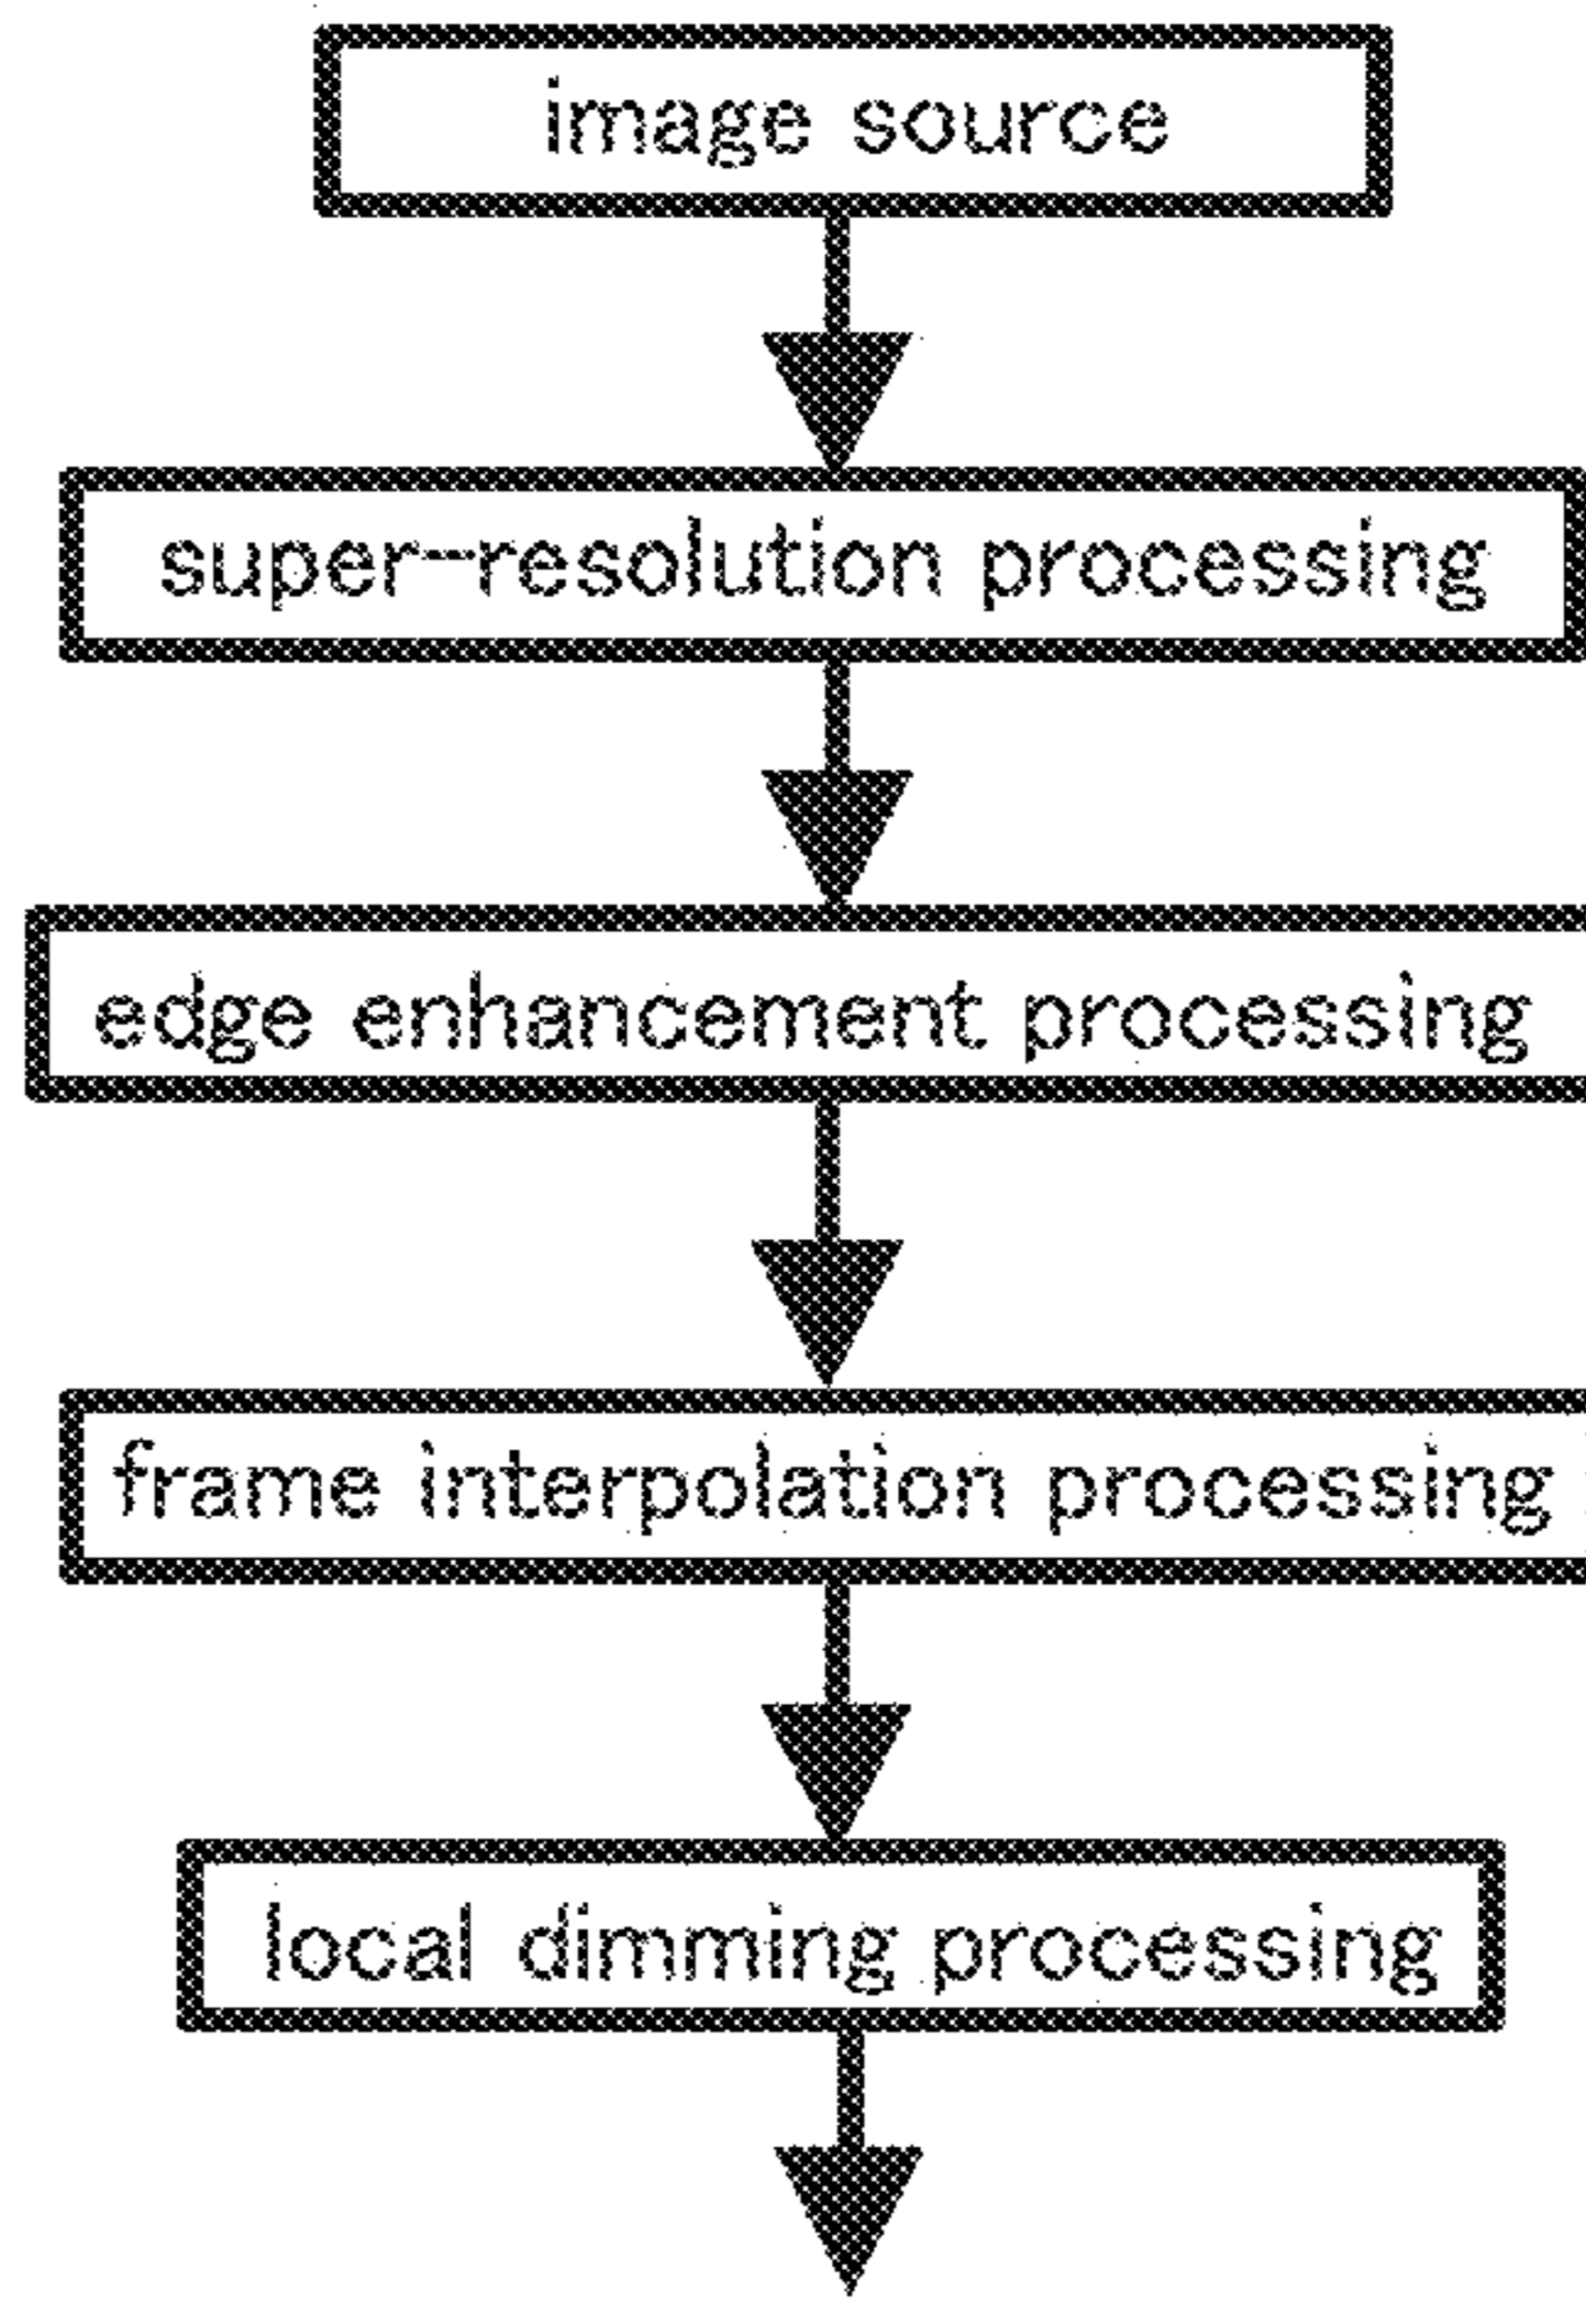 image source
super-resolution processing
edge enhancement processing
frame interpolation processing
local dimming processing